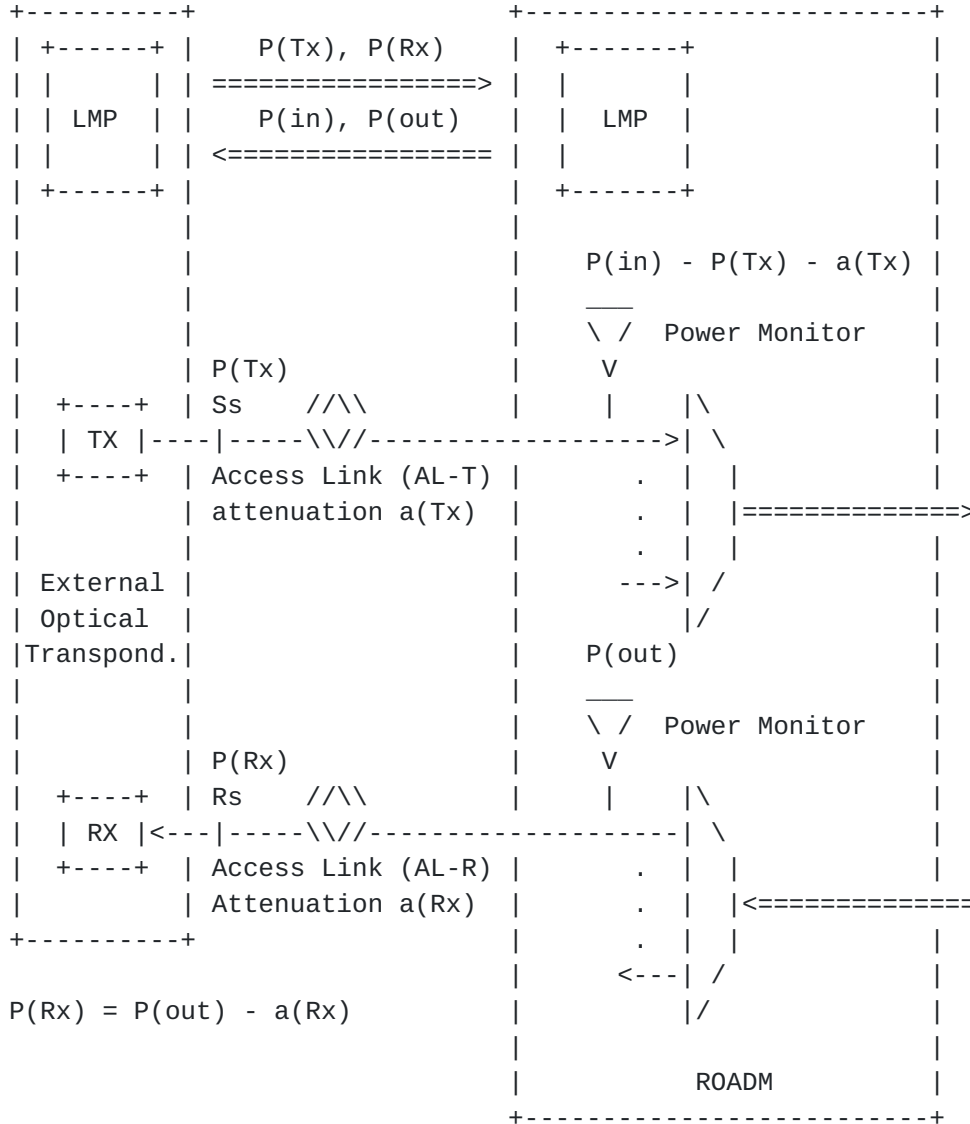 P(Tx), P(Rx)
LMP P(in), P(out) LMP
P(in) - P(Tx) - a(Tx)
Power Monitor
P(Tx) V
Ss
TX
Access Link (AL-T)
attenuation a(Tx)
External
Optical
Transpond. P(out)
Power Monitor
P(Rx) V
Rs
RX
Access Link (AL-R)
Attenuation a(Rx)
P(Rx) = P(out) - a(Rx)
ROADM